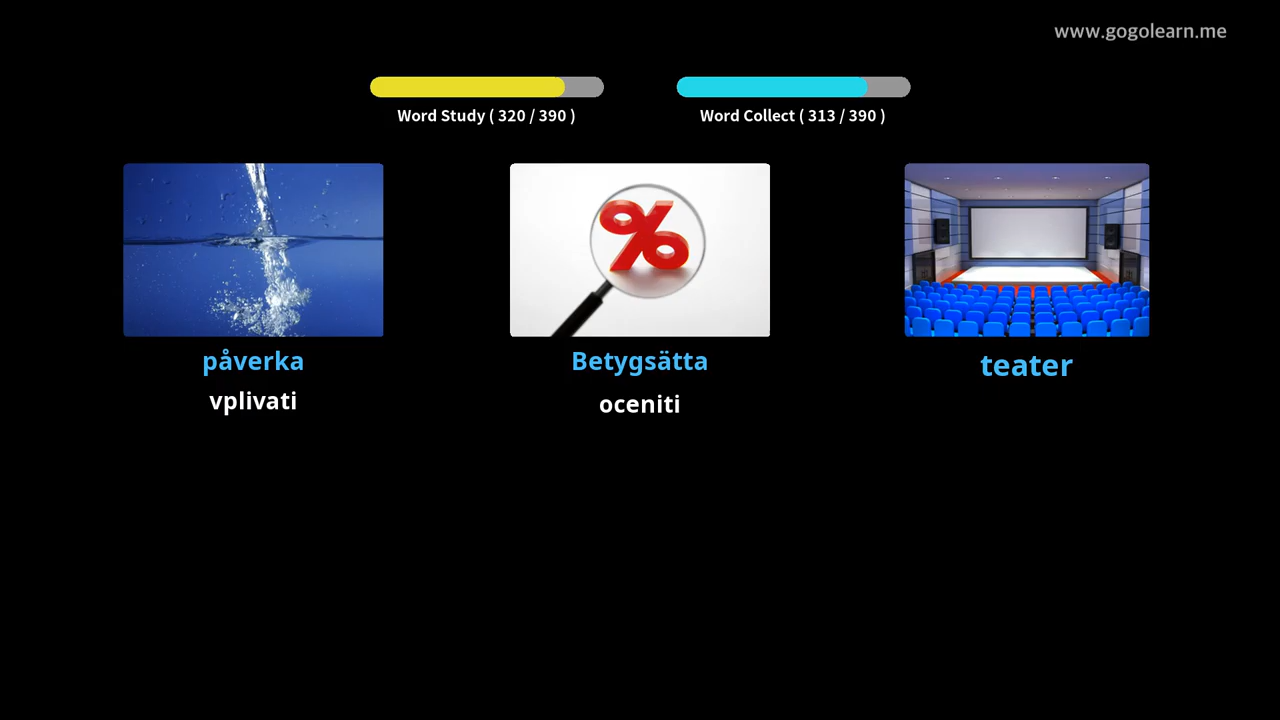 www.gogolearn.me
Word Study ( 320 / 390 )
Word Collect ( 313 / 390 )
%
påverka
Betygsätta
teater
vplivati
oceniti